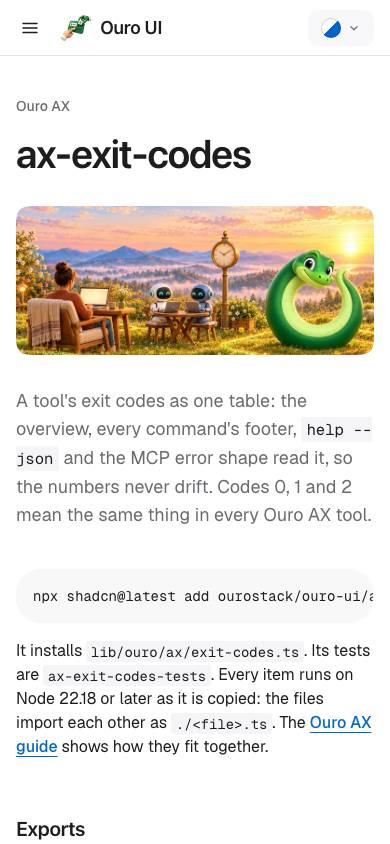 Ouro UI
Ouro AX
ax-exit-codes
A tool's exit codes as one table: the
overview, every command's footer, help --
json and the MCP error shape read it, so
the numbers never drift. Codes 0, 1 and 2
mean the same thing in every Ouro AX tool.
npx shadcn@latest add ourostack/ouro-ui/
It installs lib/ouro/ax/exit-codes.ts. Its tests
are ax-exit-codes-tests. Every item runs on
Node 22.18 or later as it is copied: the files
import each other as ./<file>.ts. The Ouro AX
guide shows how they fit together.
Exports